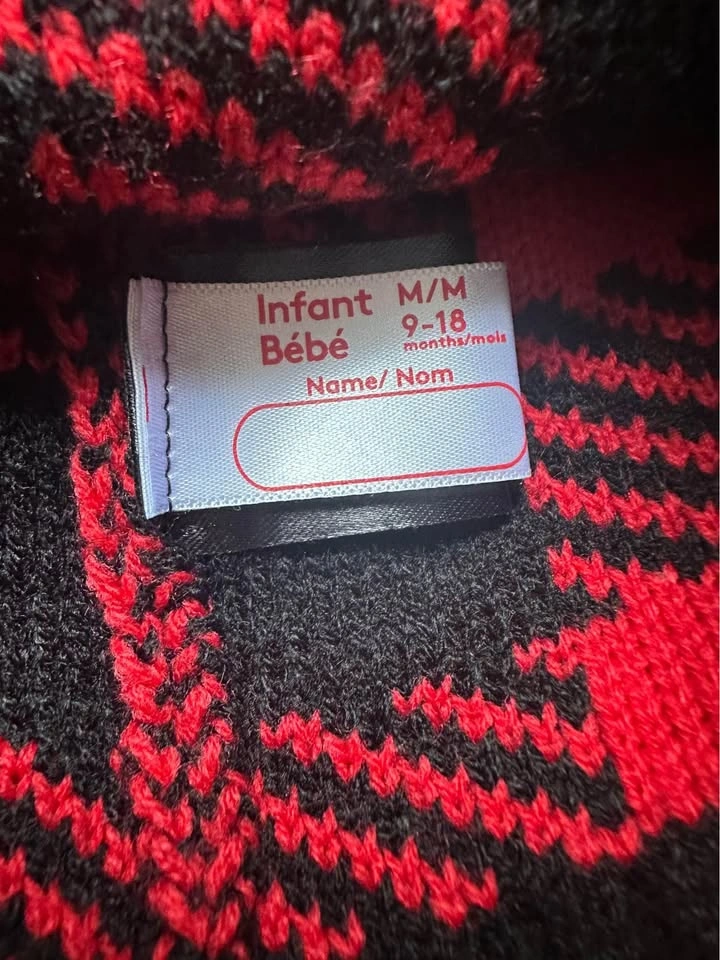 Infant M/M
Bébé 9-18
months/mois
Name/ Nom